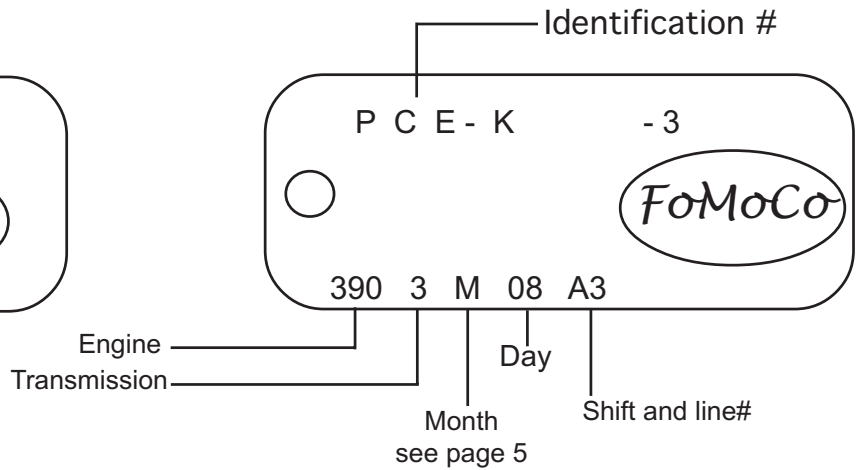 Identification #
P C E - K - 3
FoMoCo
390 3 M 08 A3
Engine
Day
Transmission
Shift and line#
Month
see page 5